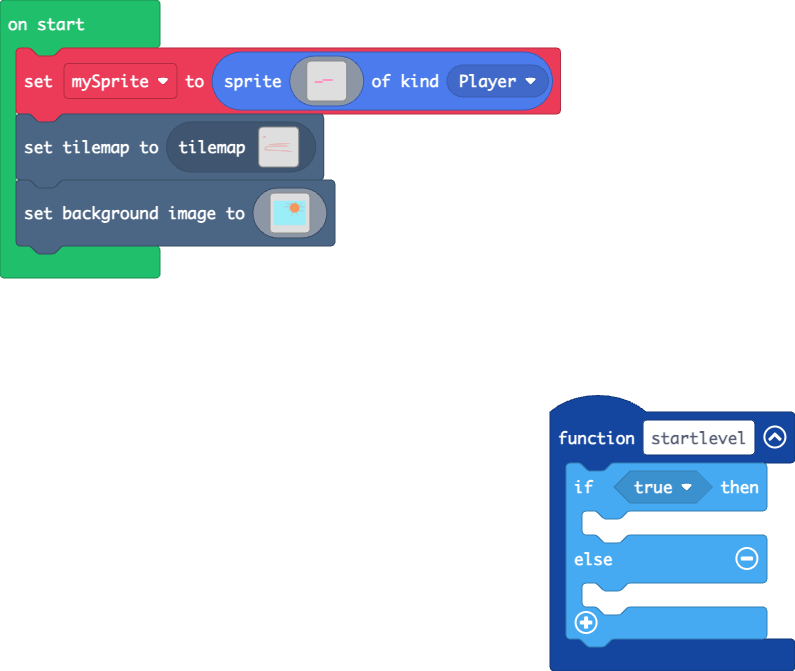 on start
set mySprite to sprite of kind Player
set tilemap to tilemap
set background image to
function startlevel
if true then
else